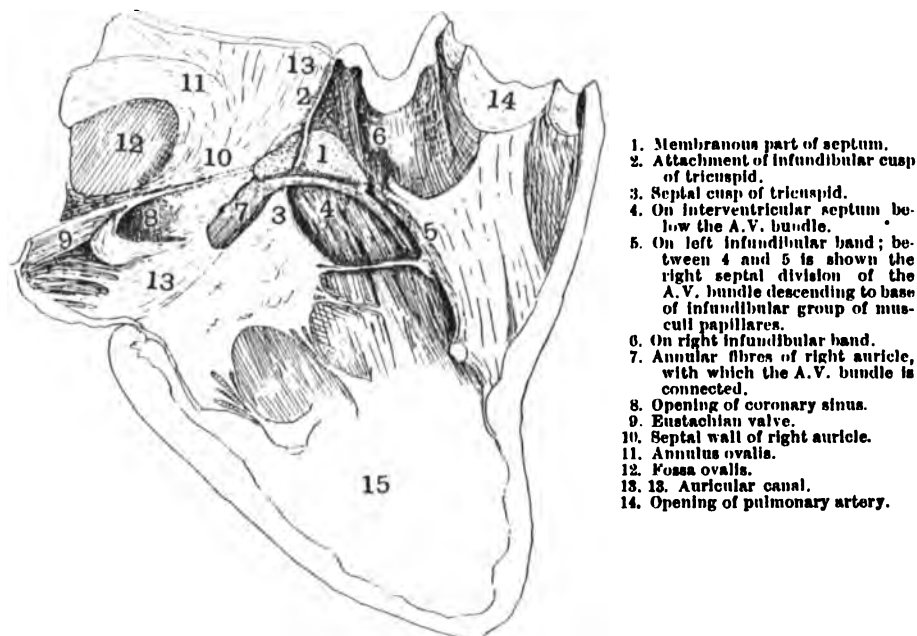 13
11
2
14
6
12
1
10
8
7
3
4
5
9
13
15
1. Membranous part of septum.
2. Attachment of infundibular cusp
of tricuspid.
3. Septal cusp of tricuspid.
4. On interventricular septum be-
low the A.V. bundle.
5. On left infundibular band; be-
tween 4 and 5 is shown the
right septal division of the
A.V. bundle descending to base
of infundibular group of mus-
culi papillares.
6. On right infundibular band.
7. Annular fibres of right auricle,
with which the A.V. bundle is
connected.
8. Opening of coronary sinus.
9. Eustachian valve.
10. Septal wall of right auricle.
11. Annulus ovalis.
12. Fossa ovalis.
13. 13. Auricular canal.
14. Opening of pulmonary artery.